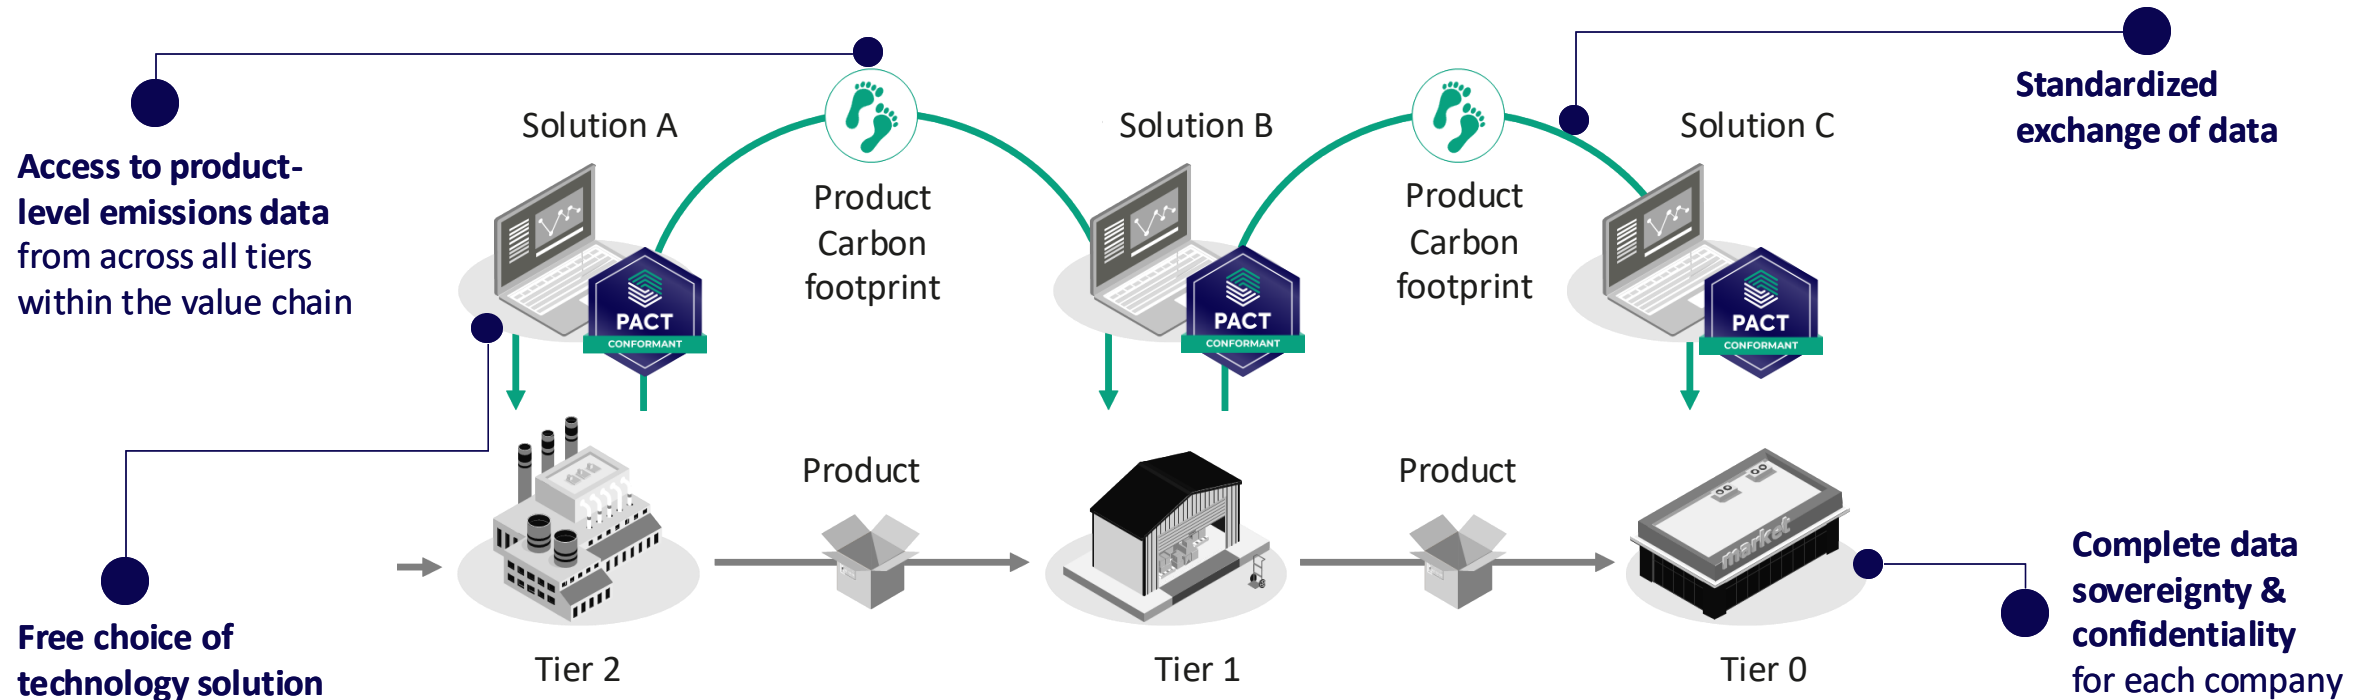 Standardized
exchange of data
Solution A
Solution B
Solution C
Access to product-
level emissions data
from across all tiers
within the value chain
Product
Carbon
footprint
Product
Carbon
footprint
PACT
CONFORMANT
PACT
CONFORMANT
PACT
CONFORMANT
Product
Product
market
Free choice of
technology solution
Complete data
sovereignty &
confidentiality
for each company
Tier 2
Tier 1
Tier 0